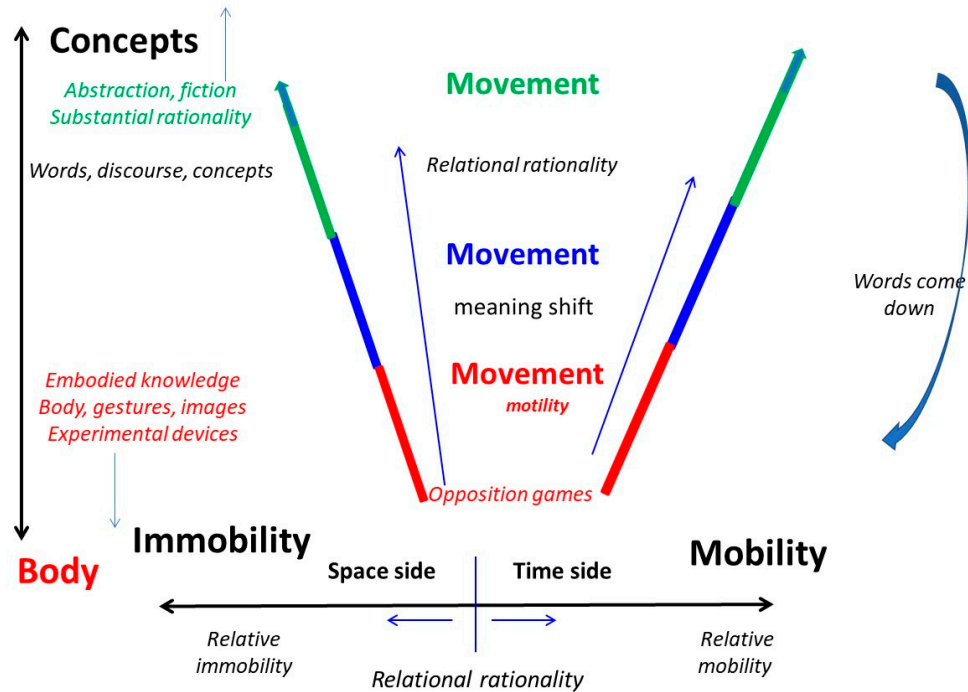 Concepts
Abstraction, fiction
Substantial rationality
Words, discourse, concepts
Movement
Relational rationality
Movement
meaning shift
Movement
motility
Words come
down
Embodied knowledge
Body, gestures, images
Experimental devices
Opposition games
Body
Immobility
Mobility
Space side
Time side
Relative
immobility
Relative
mobility
Relational rationality